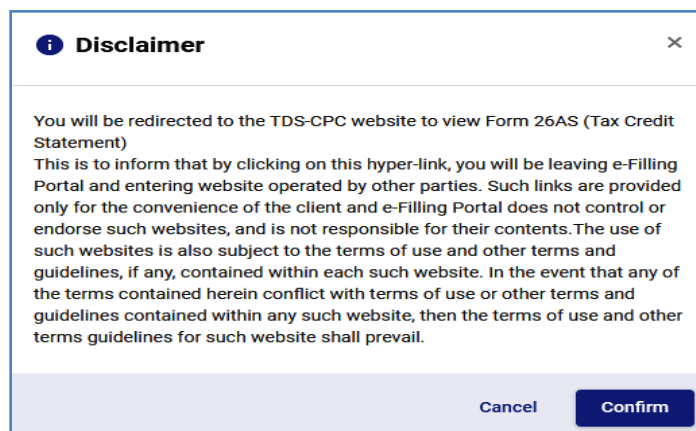 Disclaimer
You will be redirected to the TDS-CPC website to view Form 26AS (Tax Credit
Statement)
This is to inform that by clicking on this hyper-link, you will be leaving e-Filling
Portal and entering website operated by other parties. Such links are provided
only for the convenience of the client and e-Filling Portal does not control or
endorse such websites, and is not responsible for their contents.The use of
such websites is also subject to the terms of use and other terms and
guidelines, if any, contained within each such website. In the event that any of
the terms contained herein conflict with terms of use or other terms and
guidelines contained within any such website, then the terms of use and other
terms guidelines for such website shall prevail.
Cancel Confirm